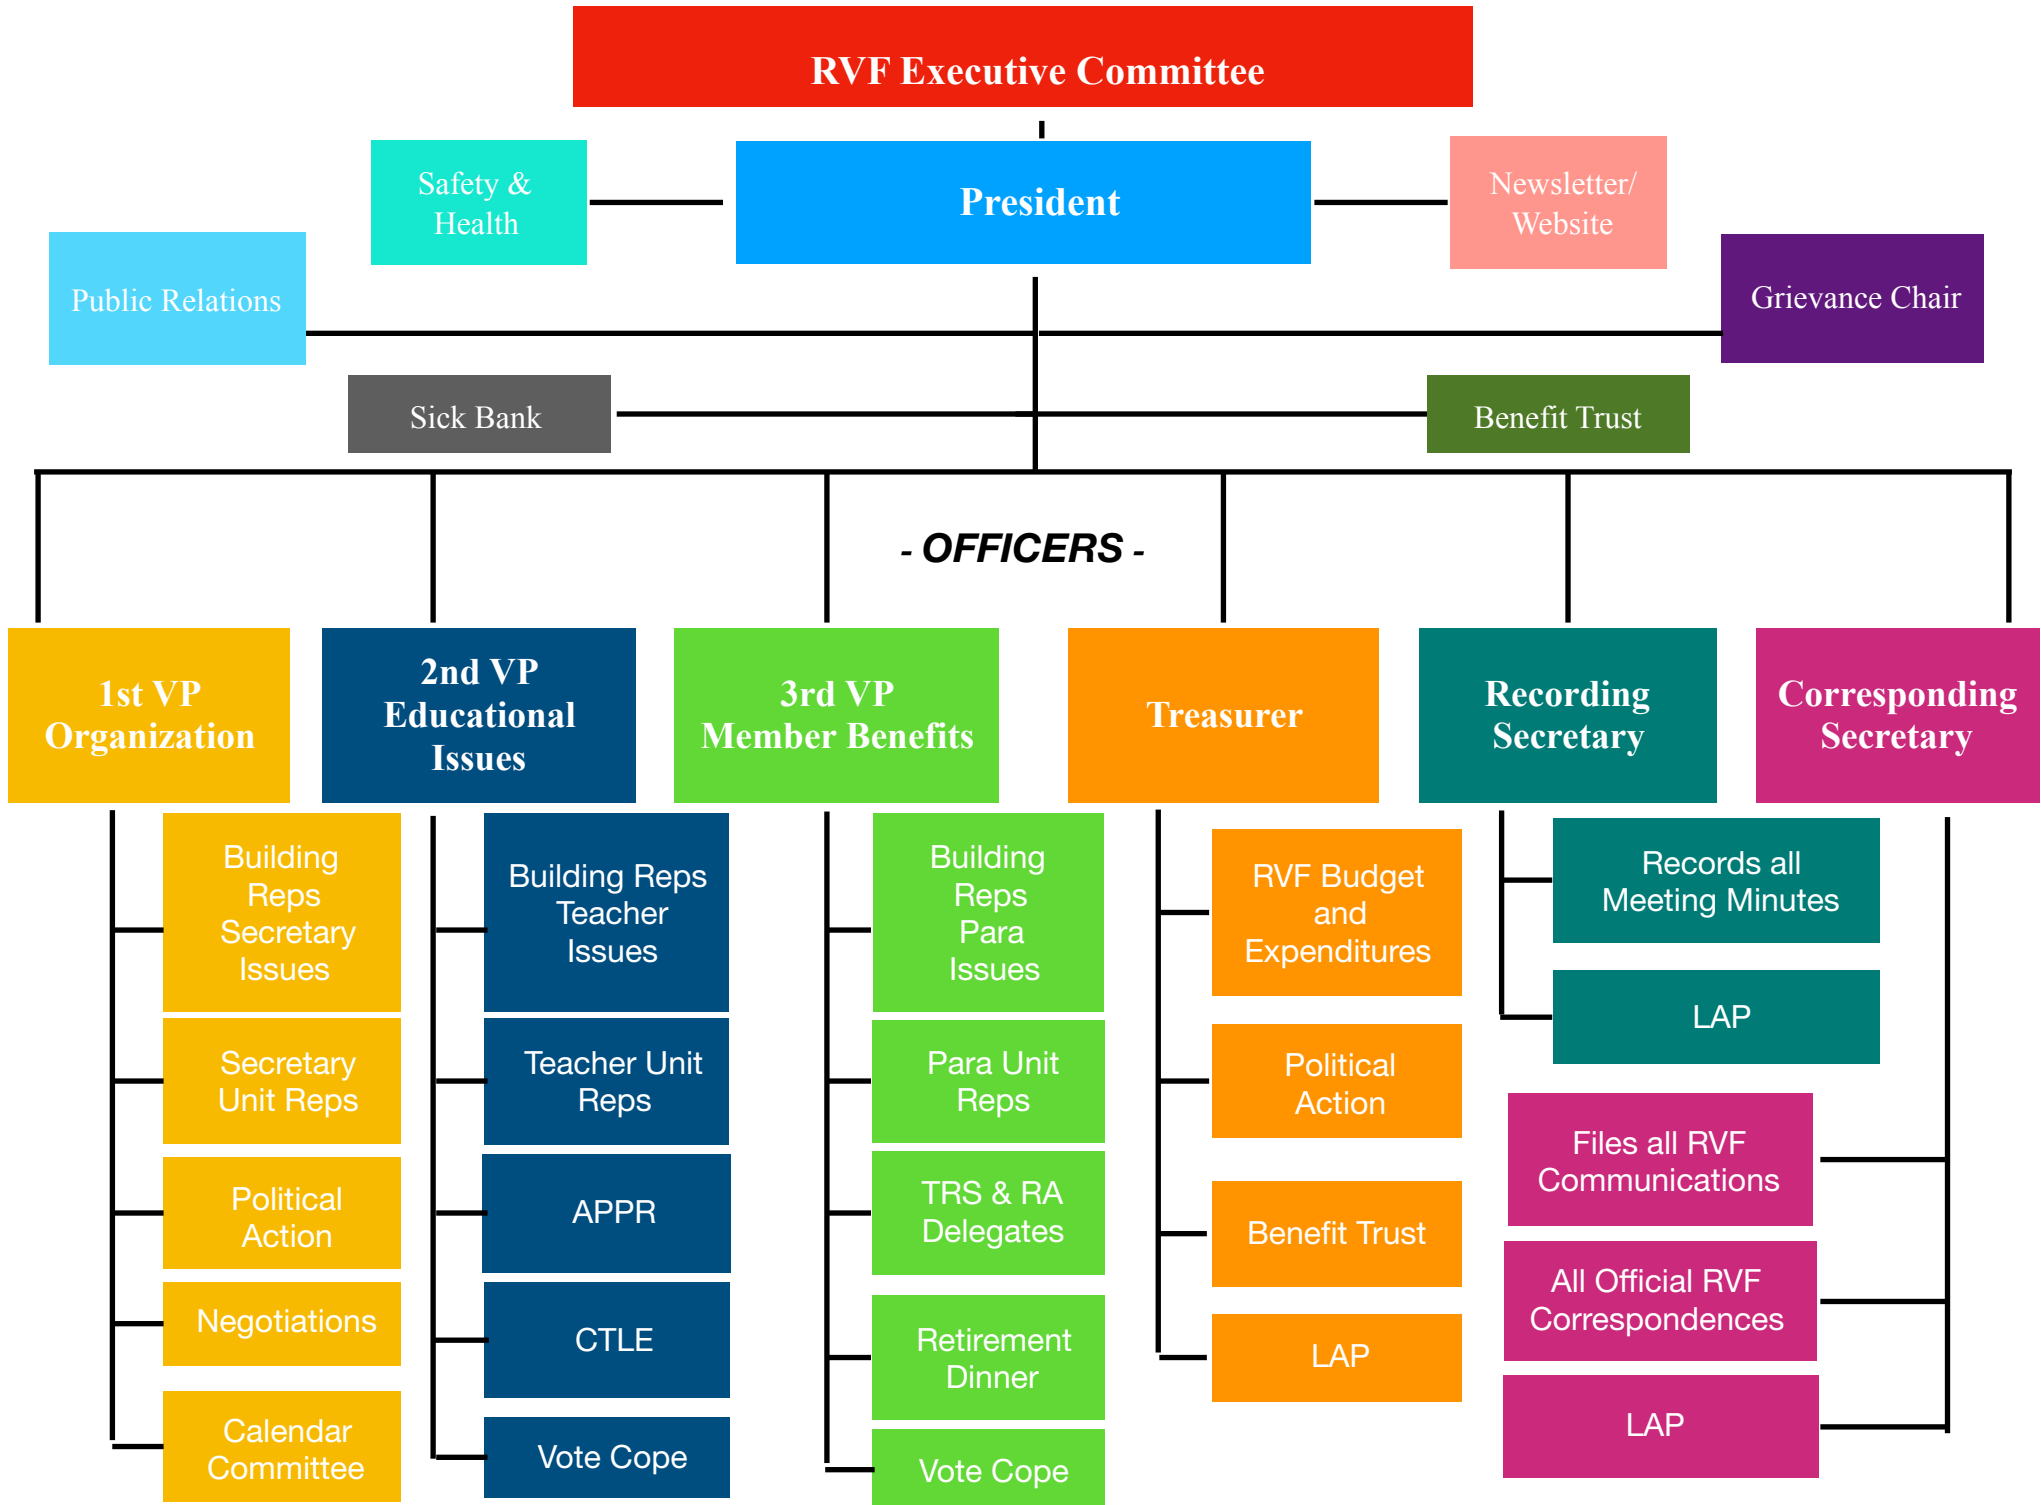 RVF Executive Committee
Safety &
Health
President
Newsletter/
Website
Public Relations
Grievance Chair
Sick Bank
Benefit Trust
- OFFICERS -
1st VP
Organization
2nd VP
Educational
Issues
3rd VP
Member Benefits
Treasurer
Recording
Secretary
Corresponding
Secretary
Building
Reps
Secretary
Issues
Secretary
Unit Reps
Political
Action
Negotiations
Calendar
Committee
Building Reps
Teacher
Issues
Teacher Unit
Reps
APPR
CTLE
Vote Cope
Building
Reps
Para
Issues
Para Unit
Reps
TRS & RA
Delegates
Retirement
Dinner
Vote Cope
RVF Budget
and
Expenditures
Political
Action
Benefit Trust
LAP
Records all
Meeting Minutes
LAP
Files all RVF
Communications
All Official RVF
Correspondences
LAP